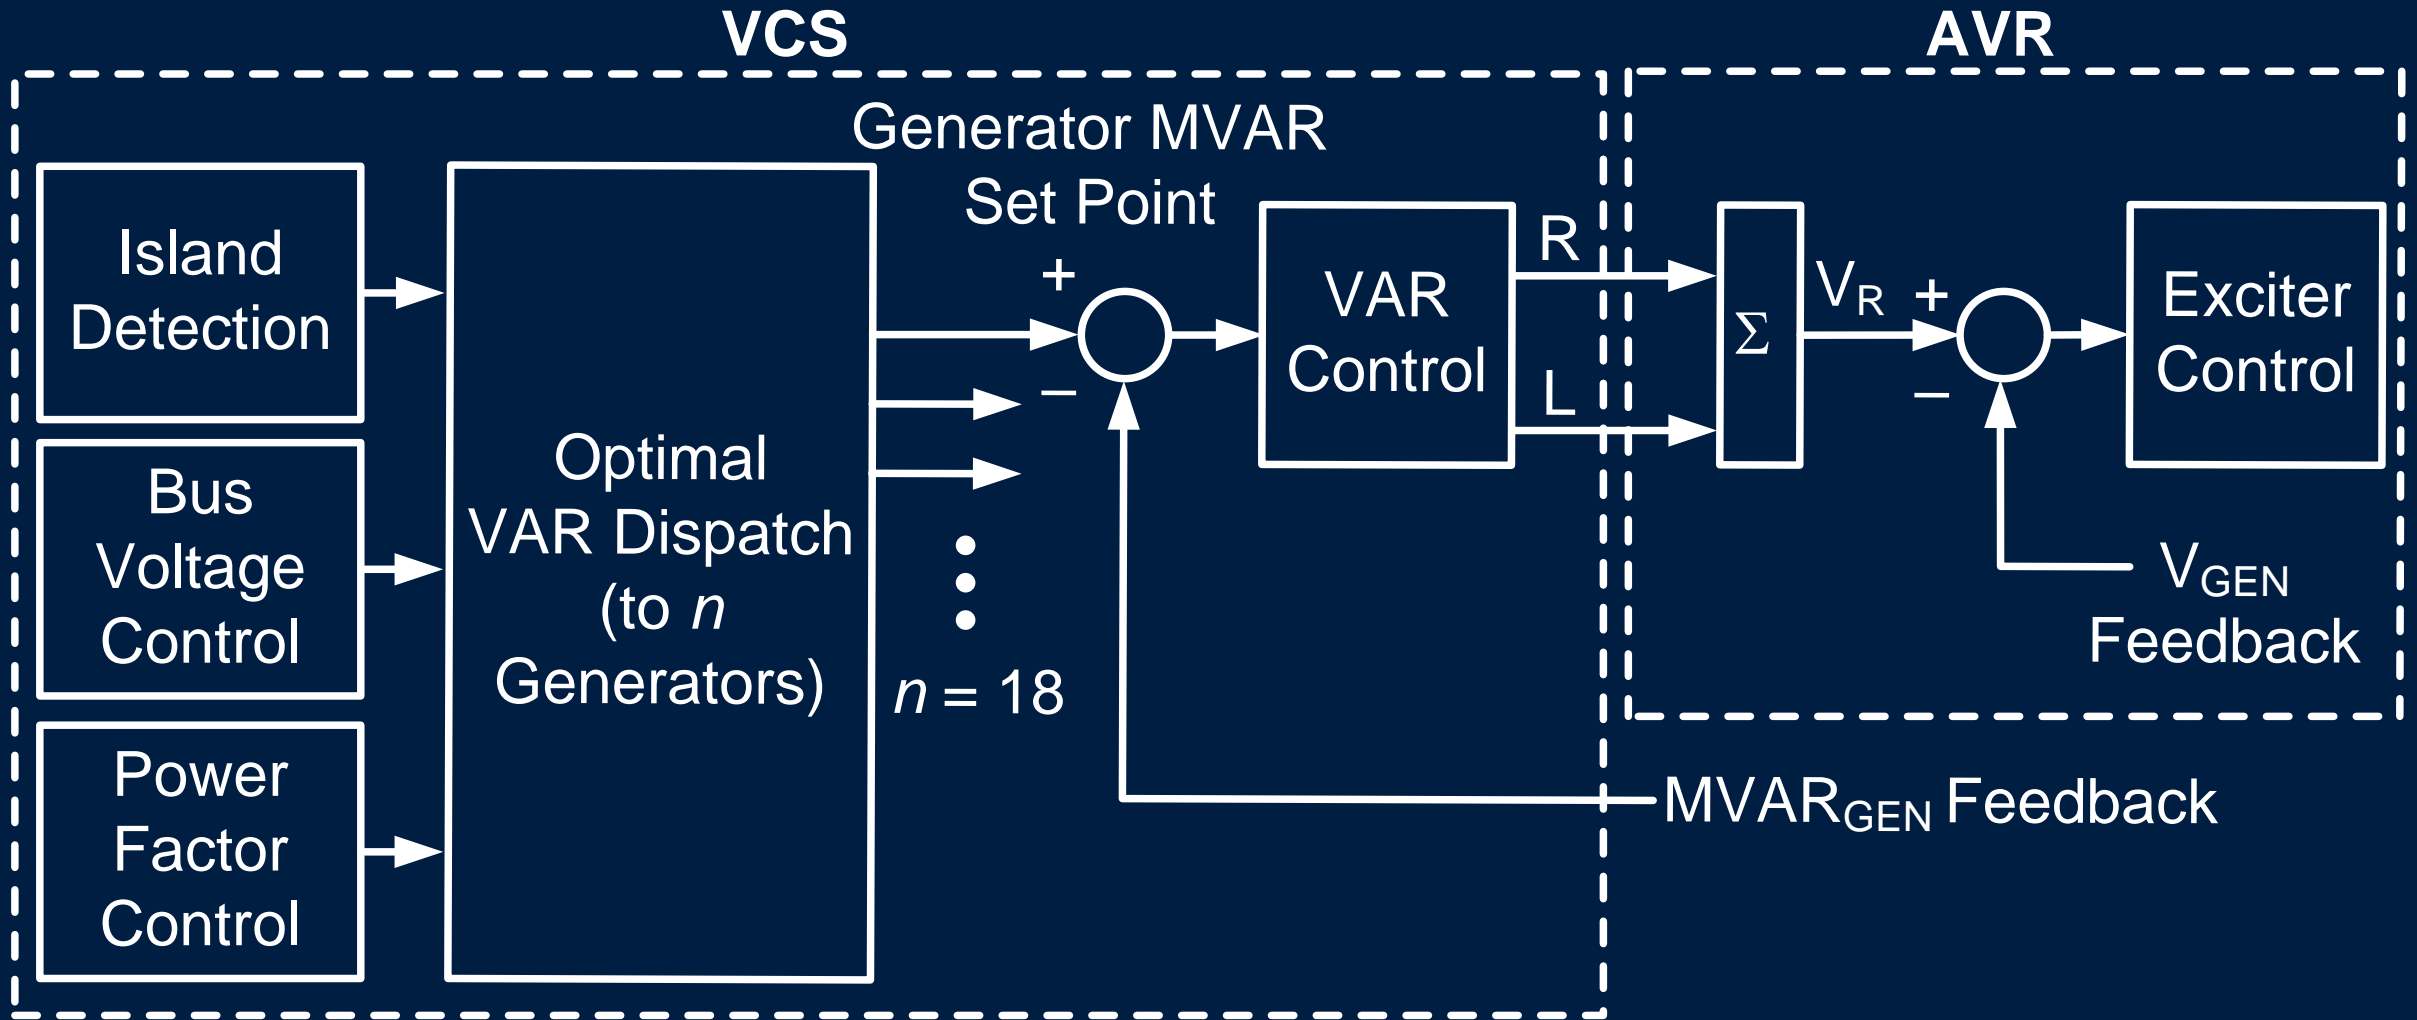 VCS
AVR
Generator MVAR
Set Point
Island
Detection
Bus
Voltage
Control
Power
Factor
Control
Optimal
VAR Dispatch
(to n
Generators)
+
–
n = 18
VAR
Control
R
L
Σ
VR
+
–
Exciter
Control
VGEN
Feedback
MVARGEN Feedback